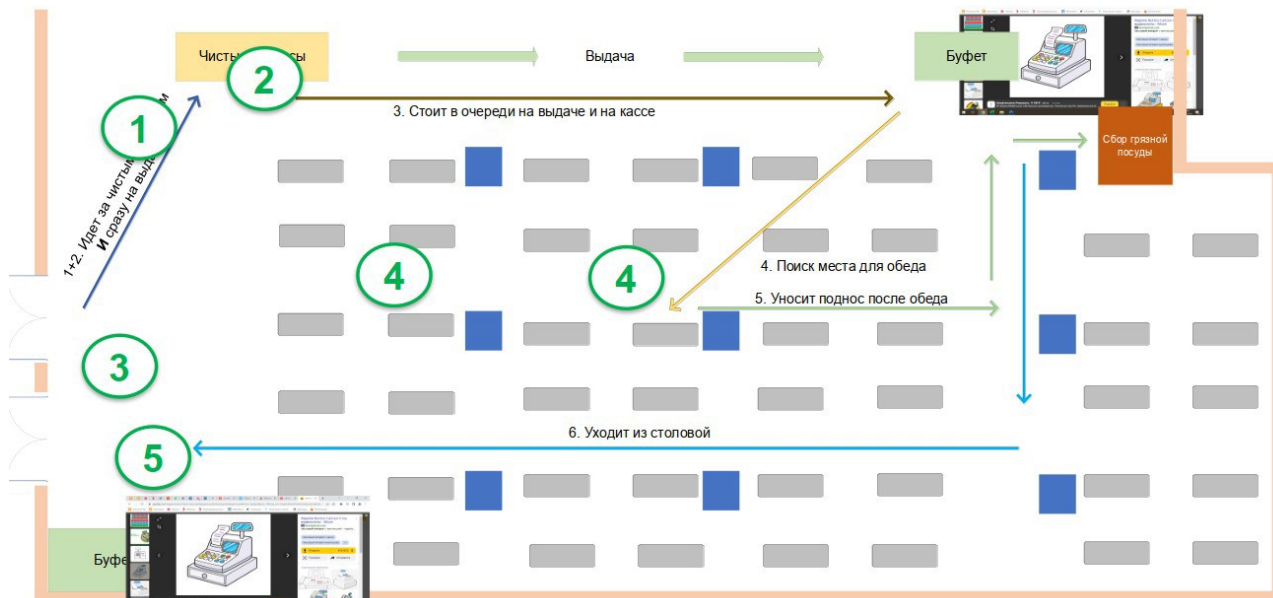 Чисты
ы
2
Выдача
Буфет
3. Стоит в очереди на выдаче и на кассе
Сбор грязной
посуды
1
1+2. Идет за чистым
И сразу на выда
4
4
4. Поиск места для обеда
5. Уносит поднос после обеда
3
6. Уходит из столовой
5
Буфе